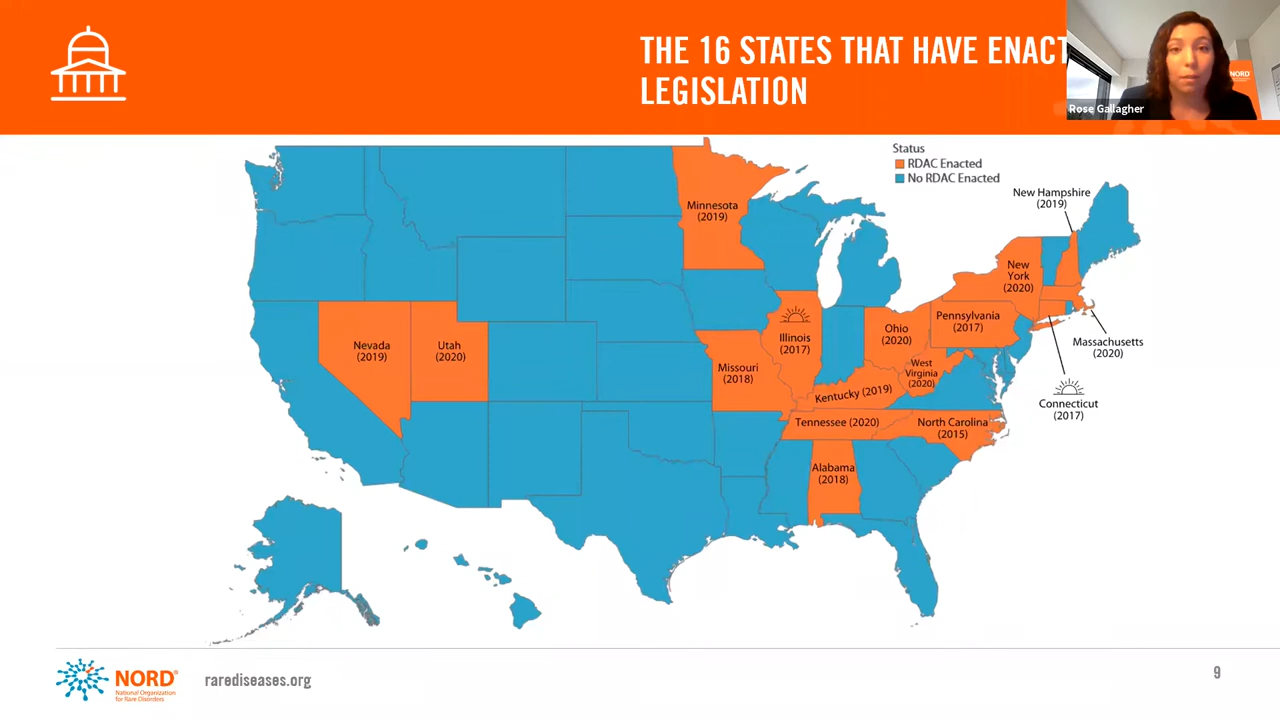 THE 16 STATES THAT HAVE ENACT
LEGISLATION
NORD
Rose Gallagher
Status
RDAC Enacted
No RDAC Enacted
New Hampshire
(2019)
Minnesota
(2019)
New
York
(2020)
Pennsylvania
(2017)
Ohio
(2020)
Illinois
(2017)
Nevada
(2019)
Utah
(2020)
Massachusetts
(2020)
Missouri
(2018)
West
Virginia
(2020)
Kentucky (2019)
Connecticut
(2017)
Tennessee (2020)
North Carolina
(2015)
Alabama
(2018)
NORD®
National Organization
for Rare Disorders
rarediseases.org
9